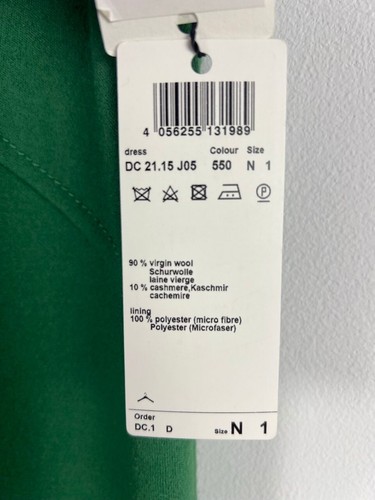 4 056255 131989
dress Colour Size
DC 21.15 J05 550 N 1
P
90 % virgin wool
Schurwolle
laine vierge
10 % cashmere,Kaschmir
cachemire
lining
100 % polyester (micro fibre)
Polyester (Microfaser)
Order
DC.1 D Size N 1